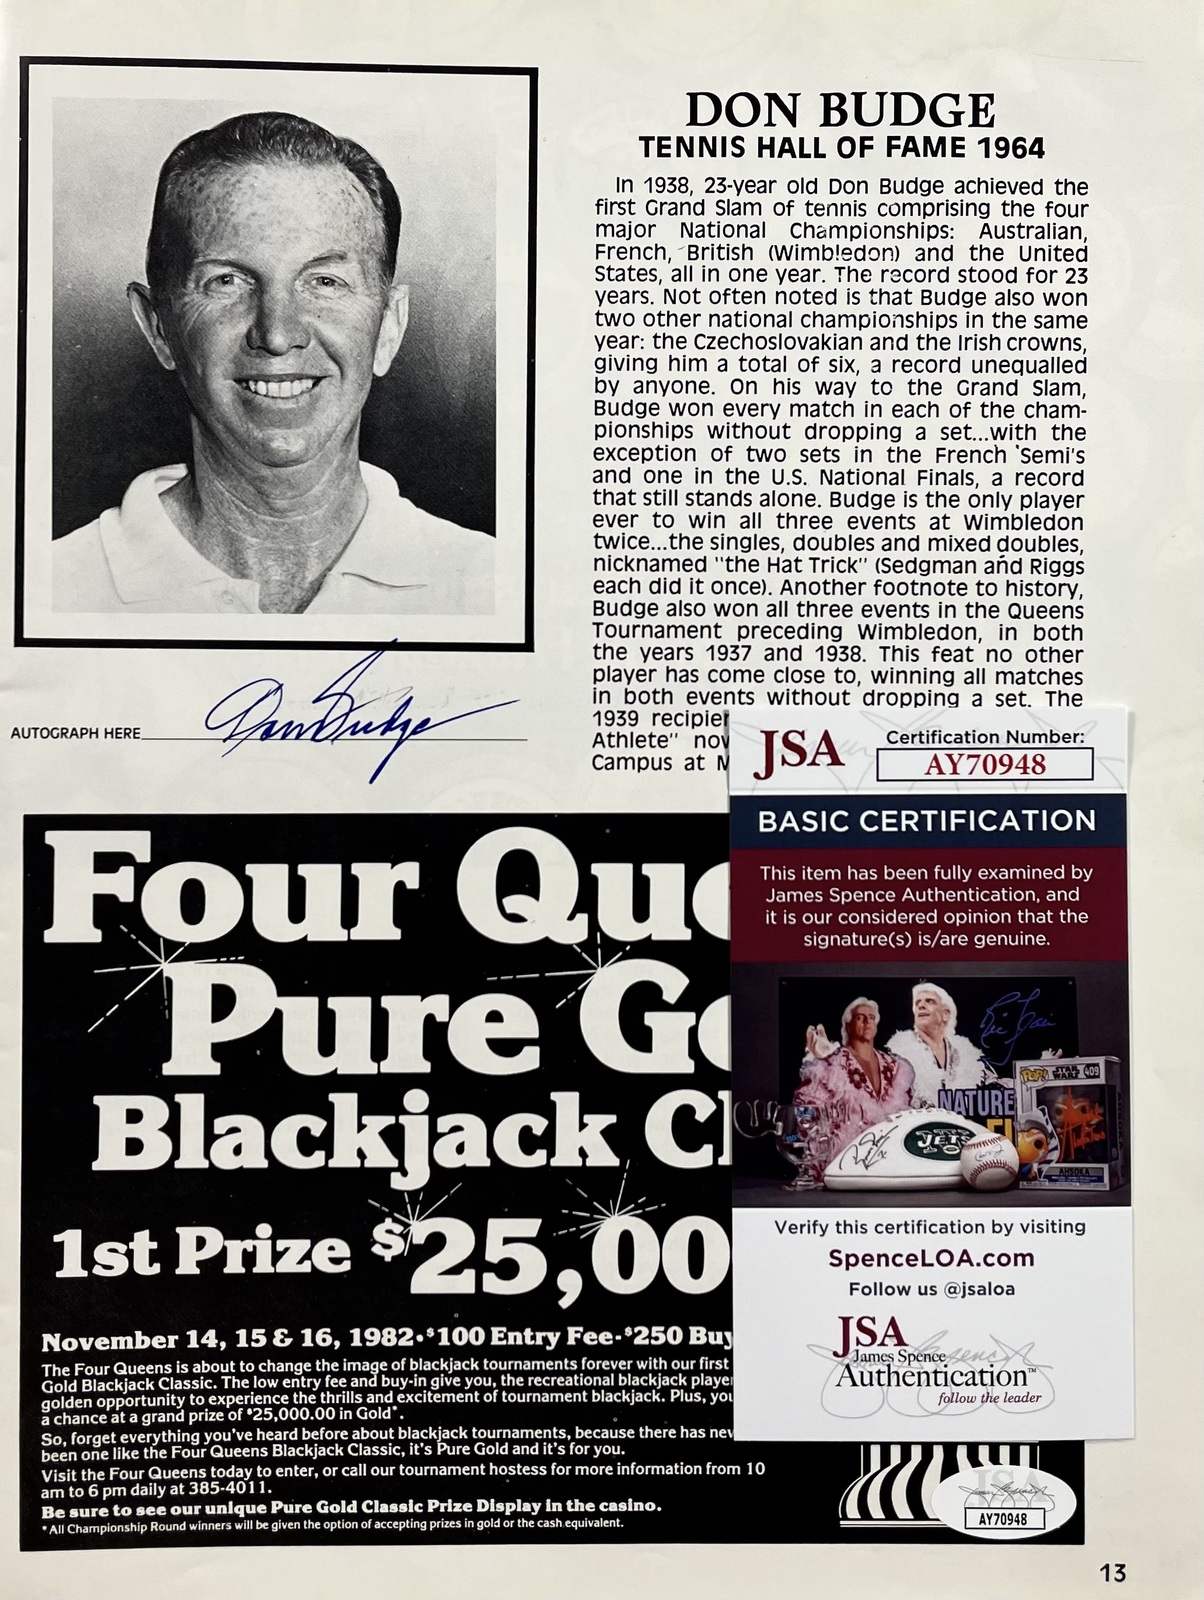 DON BUDGE
TENNIS HALL OF FAME 1964
In 1938, 23-year old Don Budge achieved the
first Grand Slam of tennis comprising the four
major National Championships: Australian,
French, British (Wimbledon) and the United
States, all in one year. The record stood for 23
years. Not often noted is that Budge also won
two other national championships in the same
year: the Czechoslovakian and the Irish crowns,
giving him a total of six, a record unequalled
by anyone. On his way to the Grand Slam,
Budge won every match in each of the cham-
pionships without dropping a set...with the
exception of two sets in the French Semi's
and one in the U.S. National Finals, a record
that still stands alone. Budge is the only player
ever to win all three events at Wimbledon
twice...the singles, doubles and mixed doubles,
nicknamed "the Hat Trick" (Sedgman and Riggs
each did it once). Another footnote to history,
Budge also won all three events in the Queens
Tournament preceding Wimbledon, in both
the years 1937 and 1938. This feat no other
player has come close to, winning all matches
in both events without dropping a set. The
1939 recipie
Athlete" nov
Campus at M
AUTOGRAPH HERE
Don Budge
JSA
Certification Number:
AY70948
BASIC CERTIFICATION
This item has been fully examined by
James Spence Authentication, and
it is our considered opinion that the
signature(s) is/are genuine.
NATURE
JETS
POP!
STAR WARS
409
AHSOKA
Verify this certification by visiting
SpenceLOA.com
Follow us @jsaloa
JSA
James Spence
Authentication™
follow the leader
Four Que
Pure Go
Blackjack Cl
1st Prize $25,00
November 14, 15 & 16, 1982•$100 Entry Fee-$250 Buy
The Four Queens is about to change the image of blackjack tournaments forever with our first
Gold Blackjack Classic. The low entry fee and buy-in give you, the recreational blackjack playe
golden opportunity to experience the thrills and excitement of tournament blackjack. Plus, you
a chance at a grand prize of $25,000.00 in Gold*.
So, forget everything you've heard before about blackjack tournaments, because there has nev
been one like the Four Queens Blackjack Classic, it's Pure Gold and it's for you.
Visit the Four Queens today to enter, or call our tournament hostess for more information from 10
am to 6 pm daily at 385-4011.
Be sure to see our unique Pure Gold Classic Prize Display in the casino.
*All Championship Round winners will be given the option of accepting prizes in gold or the cash equivalent.
JSA
AY70948
13